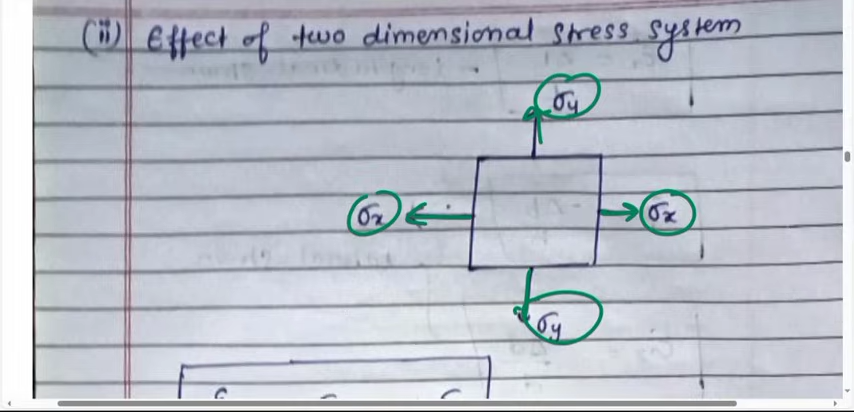 (ii) Effect of two dimensional stress system
σy
σx σx
σy